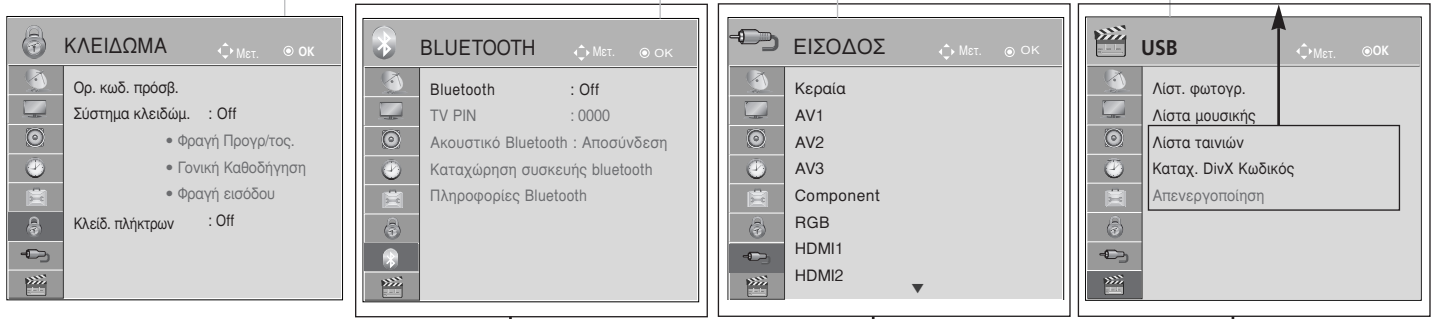 ΚΛΕΙΔΩΜΑ
Μετ. OK
Ορ. κωδ. πρόσβ.
Σύστημα κλειδώμ. : Off
• Φραγή Προγρ/τος.
• Γονική Καθοδήγηση
• Φραγή εισόδου
Κλείδ. πλήκτρων : Off
BLUETOOTH
Μετ. OK
Bluetooth : Off
TV PIN : 0000
Ακουστικό Bluetooth : Αποσύνδεση
Καταχώρηση συσκευής bluetooth
Πληροφορίες Bluetooth
ΕΙΣΟΔΟΣ
Μετ. OK
Κεραία
AV1
AV2
AV3
Component
RGB
HDMI1
HDMI2
USB
Μετ. OK
Λίστ. φωτογρ.
Λίστα μουσικής
Λίστα ταινιών
Καταχ. DivX Κωδικός
Απενεργοποίηση